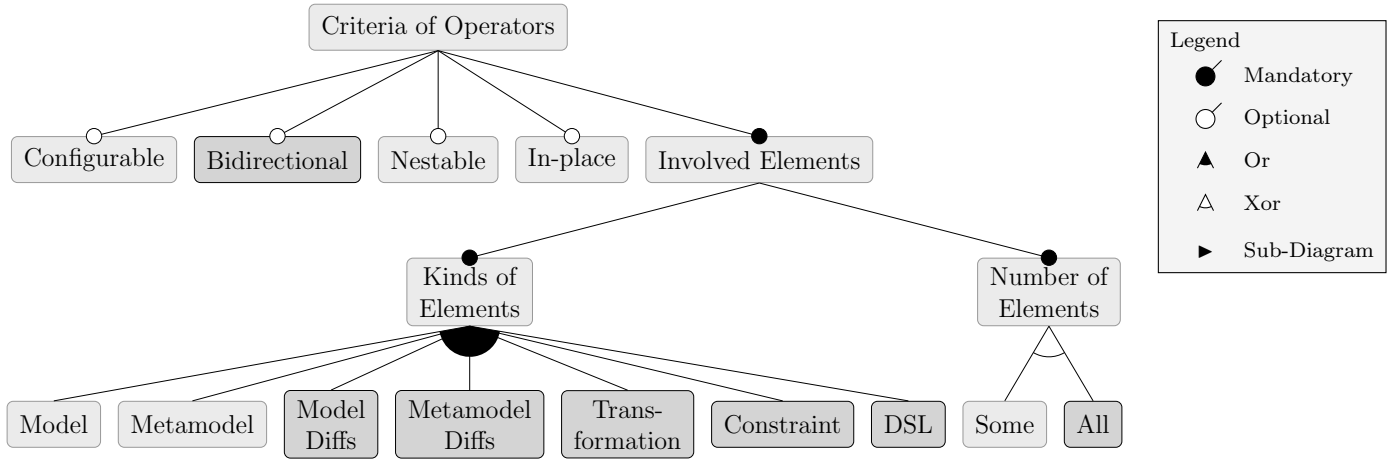 Criteria of Operators
Legend
Mandatory
Optional
Or
Xor
Sub-Diagram
Configurable
Bidirectional
Nestable
In-place
Involved Elements
Kinds of
Elements
Number of
Elements
Model
Metamodel
Model
Diffs
Metamodel
Diffs
Trans-
formation
Constraint
DSL
Some
All